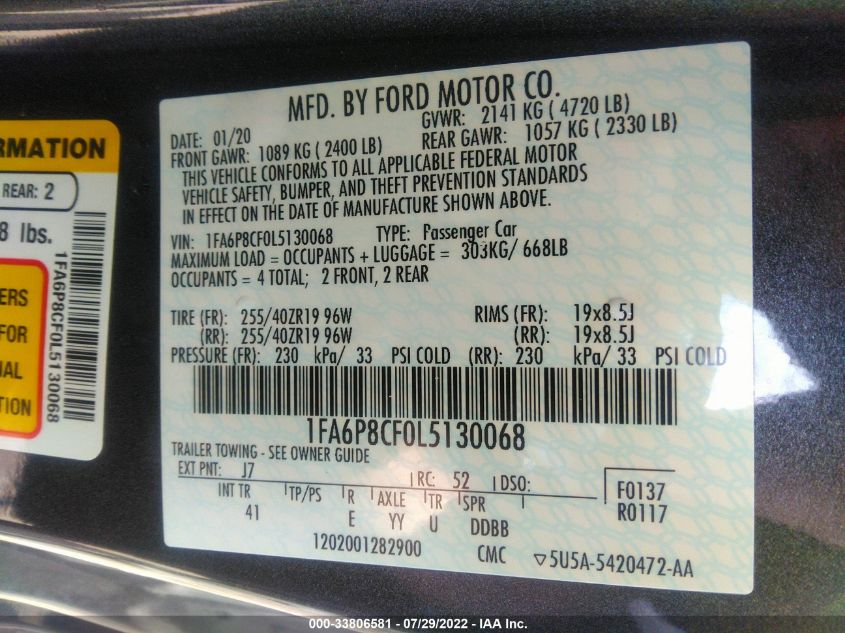 RMATION
REAR: 2
8 lbs.
ERS
FOR
AL
TION
1FA6P8CF0L5130068
MFD. BY FORD MOTOR CO.
DATE: 01/20
GVWR: 2141 KG ( 4720 LB)
FRONT GAWR: 1089 KG ( 2400 LB)
REAR GAWR: 1057 KG ( 2330 LB)
THIS VEHICLE CONFORMS TO ALL APPLICABLE FEDERAL MOTOR
VEHICLE SAFETY, BUMPER, AND THEFT PREVENTION STANDARDS
IN EFFECT ON THE DATE OF MANUFACTURE SHOWN ABOVE.
VIN: 1FA6P8CF0L5130068 TYPE: Passenger Car
MAXIMUM LOAD = OCCUPANTS + LUGGAGE = 303KG/ 668LB
OCCUPANTS = 4 TOTAL; 2 FRONT, 2 REAR
TIRE (FR): 255/40ZR19 96W RIMS (FR): 19x8.5J
(RR): 255/40ZR19 96W (RR): 19x8.5J
PRESSURE (FR): 230 kPa/ 33 PSI COLD (RR): 230 kPa/ 33 PSI COLD
1FA6P8CF0L5130068
TRAILER TOWING - SEE OWNER GUIDE
EXT PNT: J7 RC: 52 DSO:
INT TR TP/PS R AXLE TR SPR
41 E YY U DDBB
F0137
R0117
1202001282900 CMC ▽5U5A-5420472-AA
000-33806581 - 07/29/2022 - IAA Inc.